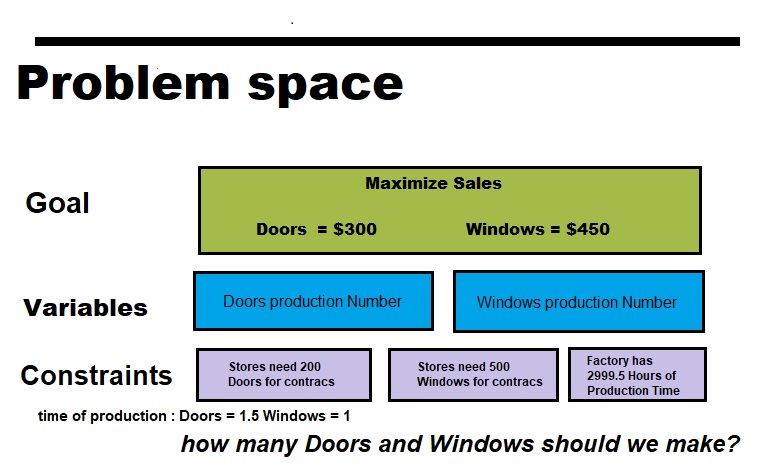 Problem space
Goal
Maximize Sales
Doors = $300 Windows = $450
Variables
Doors production Number
Windows production Number
Constraints
Stores need 200
Doors for contracs
Stores need 500
Windows for contracs
Factory has
2999.5 Hours of
Production Time
time of production : Doors = 1.5 Windows = 1
how many Doors and Windows should we make?